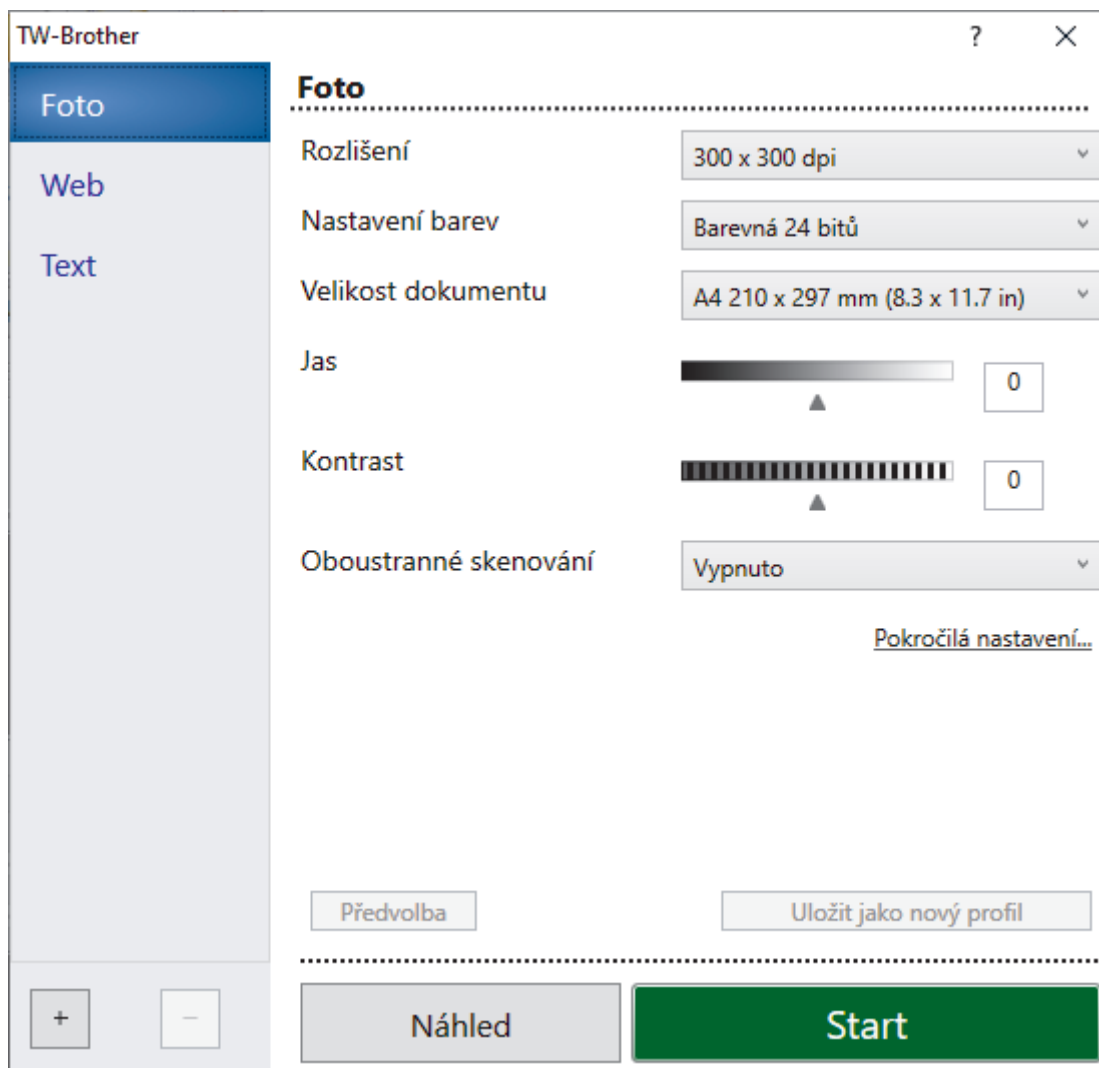 TW-Brother
?
Foto
Web
Text
Foto
Rozlišení
300 x 300 dpi
Nastavení barev
Barevná 24 bitů
Velikost dokumentu
A4 210 x 297 mm (8.3 x 11.7 in)
Jas
0
Kontrast
0
Oboustranné skenování
Vypnuto
Pokročilá nastavení...
Předvolba
Uložit jako nový profil
+
−
Náhled
Start